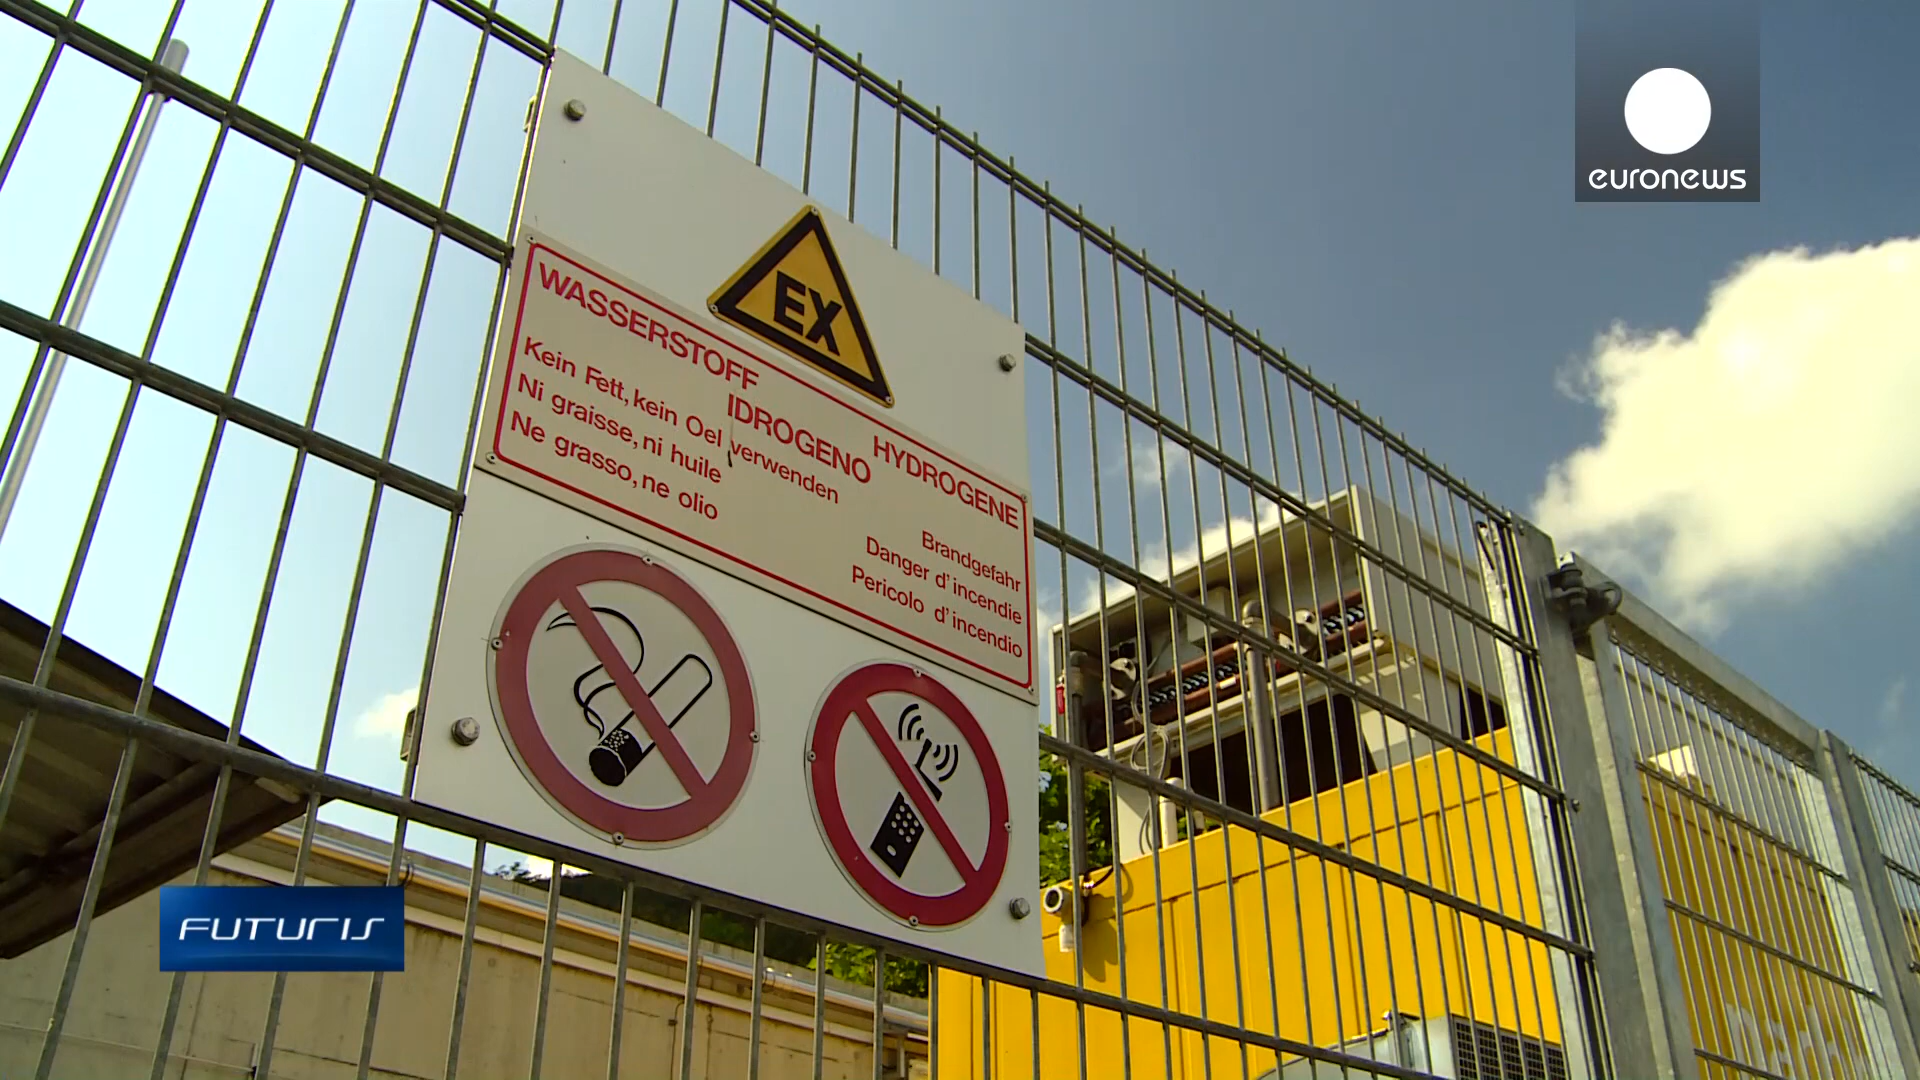 euronews
EX
WASSERSTOFF IDROGENO HYDROGENE
Kein Fett, kein Oel verwenden
Ni graisse, ni huile
Ne grasso, ne olio
Brandgefahr
Danger d'incendie
Pericolo d'incendio
FUTURIS